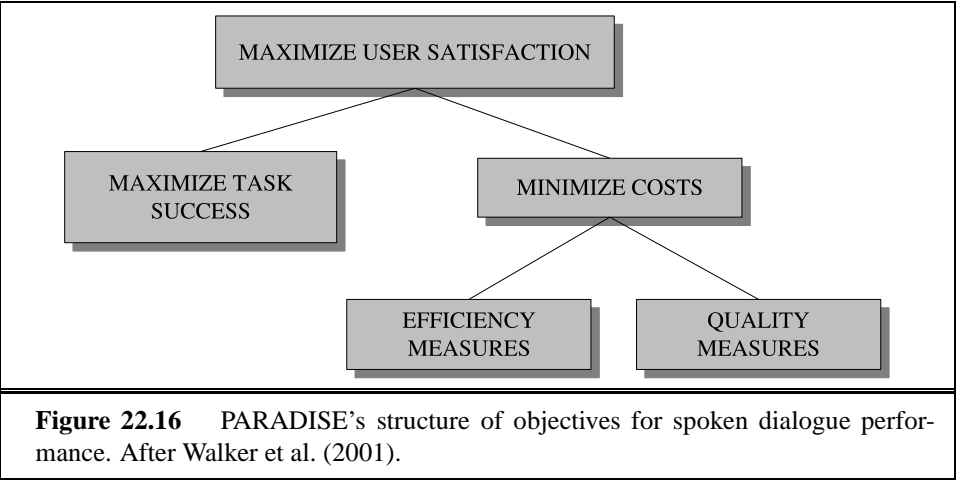 MAXIMIZE USER SATISFACTION
MAXIMIZE TASK
SUCCESS
MINIMIZE COSTS
EFFICIENCY
MEASURES
QUALITY
MEASURES
Figure 22.16 PARADISE's structure of objectives for spoken dialogue perfor-
mance. After Walker et al. (2001).